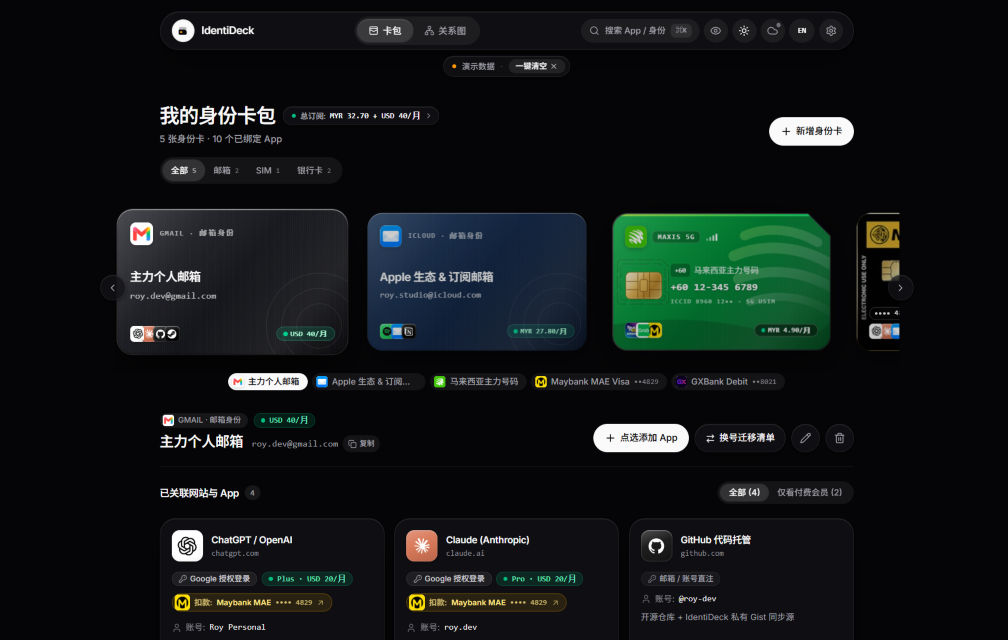 IdentiDeck
卡包
关系图
搜索 App / 身份 ⌘K
EN
演示数据 · 一键清空 ×
我的身份卡包
总订阅: MYR 32.70 + USD 40/月 >
5 张身份卡 · 10 个已绑定 App
+ 新增身份卡
全部 5
邮箱 2
SIM 1
银行卡 2
GMAIL · 邮箱身份
主力个人邮箱
roy.dev@gmail.com
USD 40/月
ICLOUD · 邮箱身份
Apple 生态 & 订阅邮箱
roy.studio@icloud.com
MYR 27.80/月
MAXIS 5G
+60 马来西亚主力号码
+60 12-345 6789
ICCID 8960 12•• · 5G USIM
MYR 4.90/月
ELECTRONIC USE ONLY
•••• 4
主力个人邮箱
Apple 生态 & 订阅...
马来西亚主力号码
Maybank MAE Visa ••4829
GXBank Debit ••8021
GMAIL · 邮箱身份
USD 40/月
主力个人邮箱
roy.dev@gmail.com
复制
+ 点选添加 App
换号迁移清单
已关联网站与 App 4
全部 (4)
仅看付费会员 (2)
ChatGPT / OpenAI
chatgpt.com
Google 授权登录
Plus · USD 20/月
扣款: Maybank MAE •••• 4829
账号: Roy Personal
Claude (Anthropic)
claude.ai
Google 授权登录
Pro · USD 20/月
扣款: Maybank MAE •••• 4829
账号: roy.dev
GitHub 代码托管
github.com
邮箱 / 账号直注
账号: @roy-dev
开源仓库 + IdentiDeck 私有 Gist 同步源